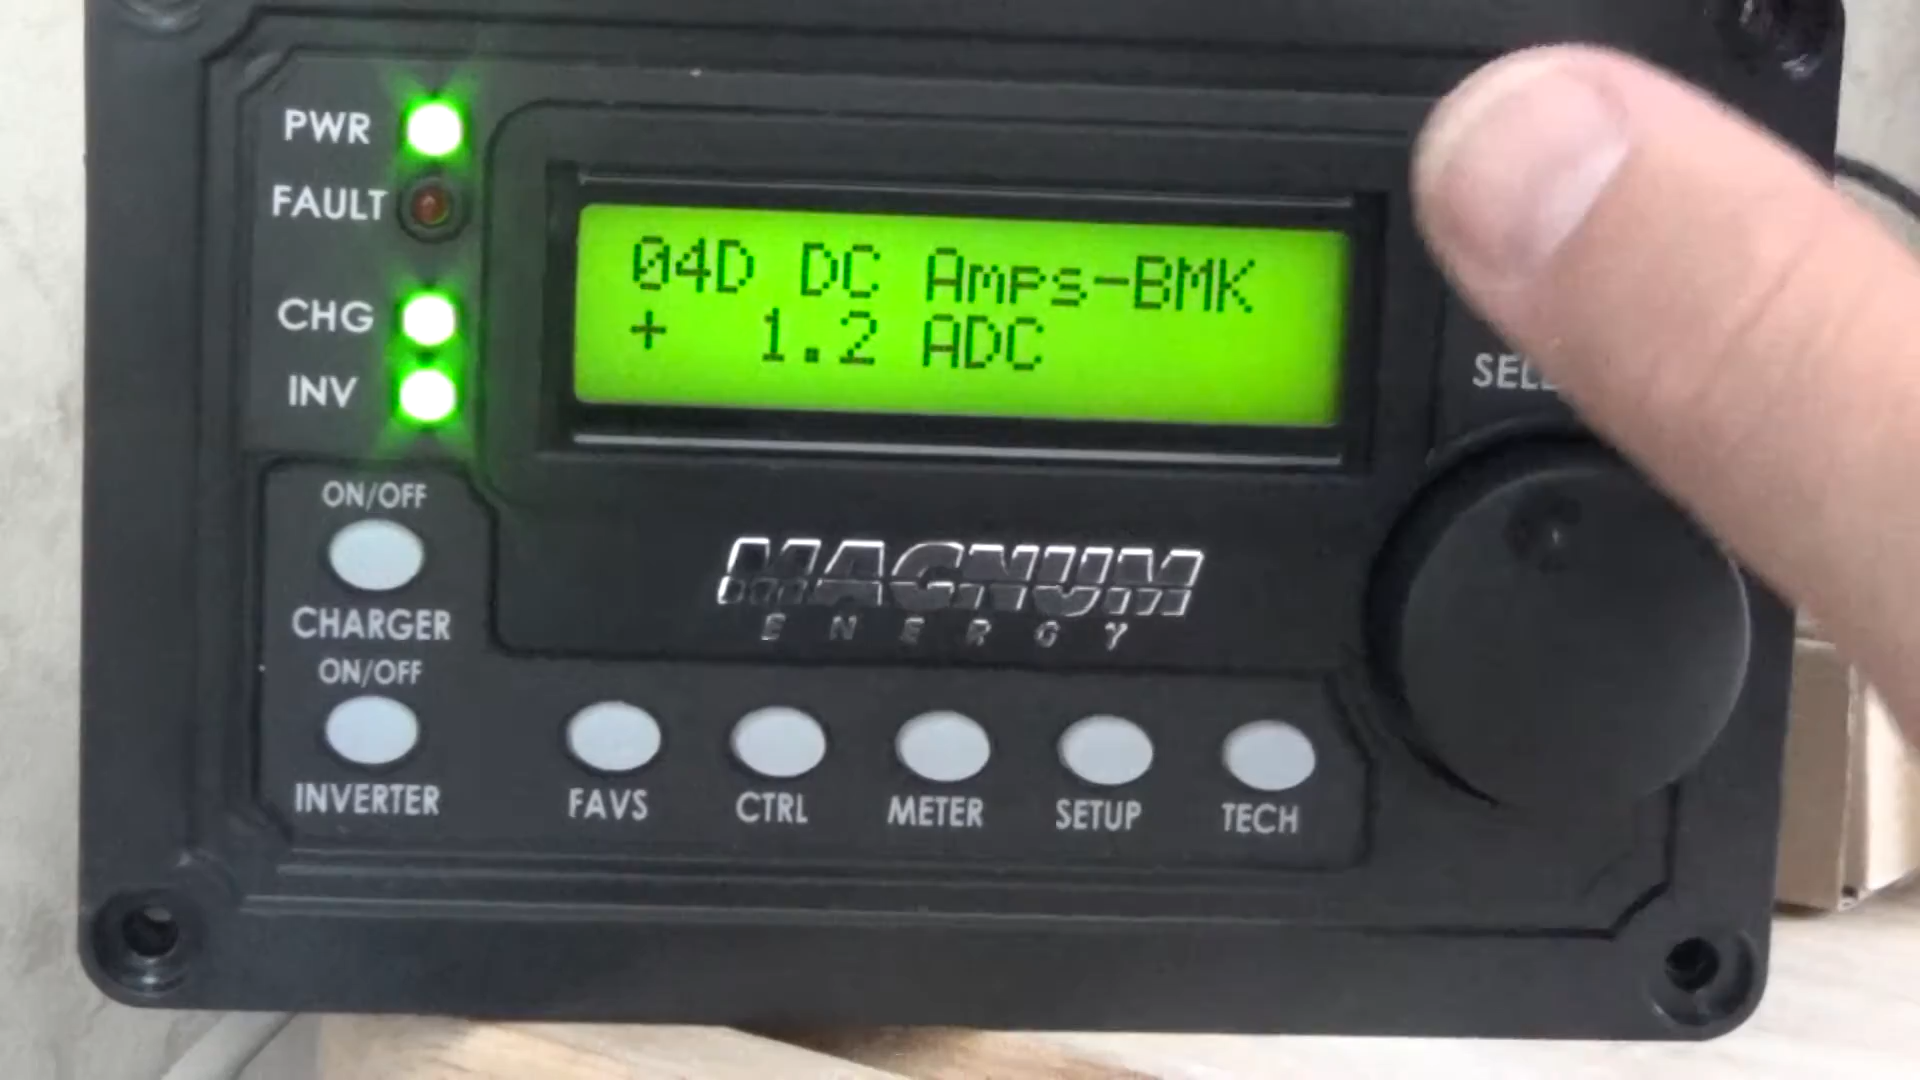 PWR
FAULT
CHG
INV
04D DC Amps-BMK
+ 1.2 ADC
ON/OFF
CHARGER
ON/OFF
INVERTER
MAGNUM
ENERGY
FAVS
CTRL
METER
SETUP
TECH